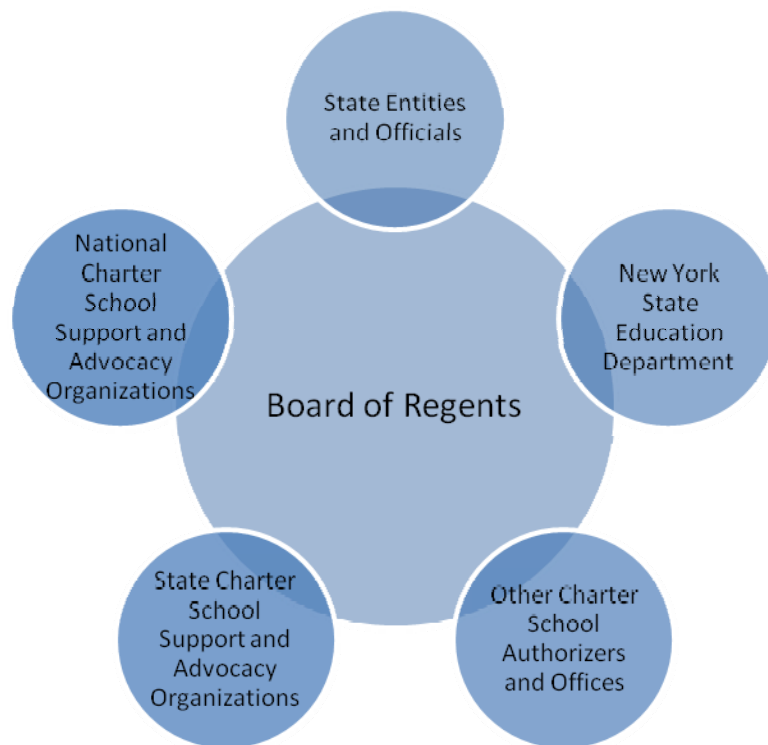 State Entities
and Officials
National
Charter
School
Support and
Advocacy
Organizations
New York
State
Education
Department
Board of Regents
State Charter
School
Support and
Advocacy
Organizations
Other Charter
School
Authorizers
and Offices